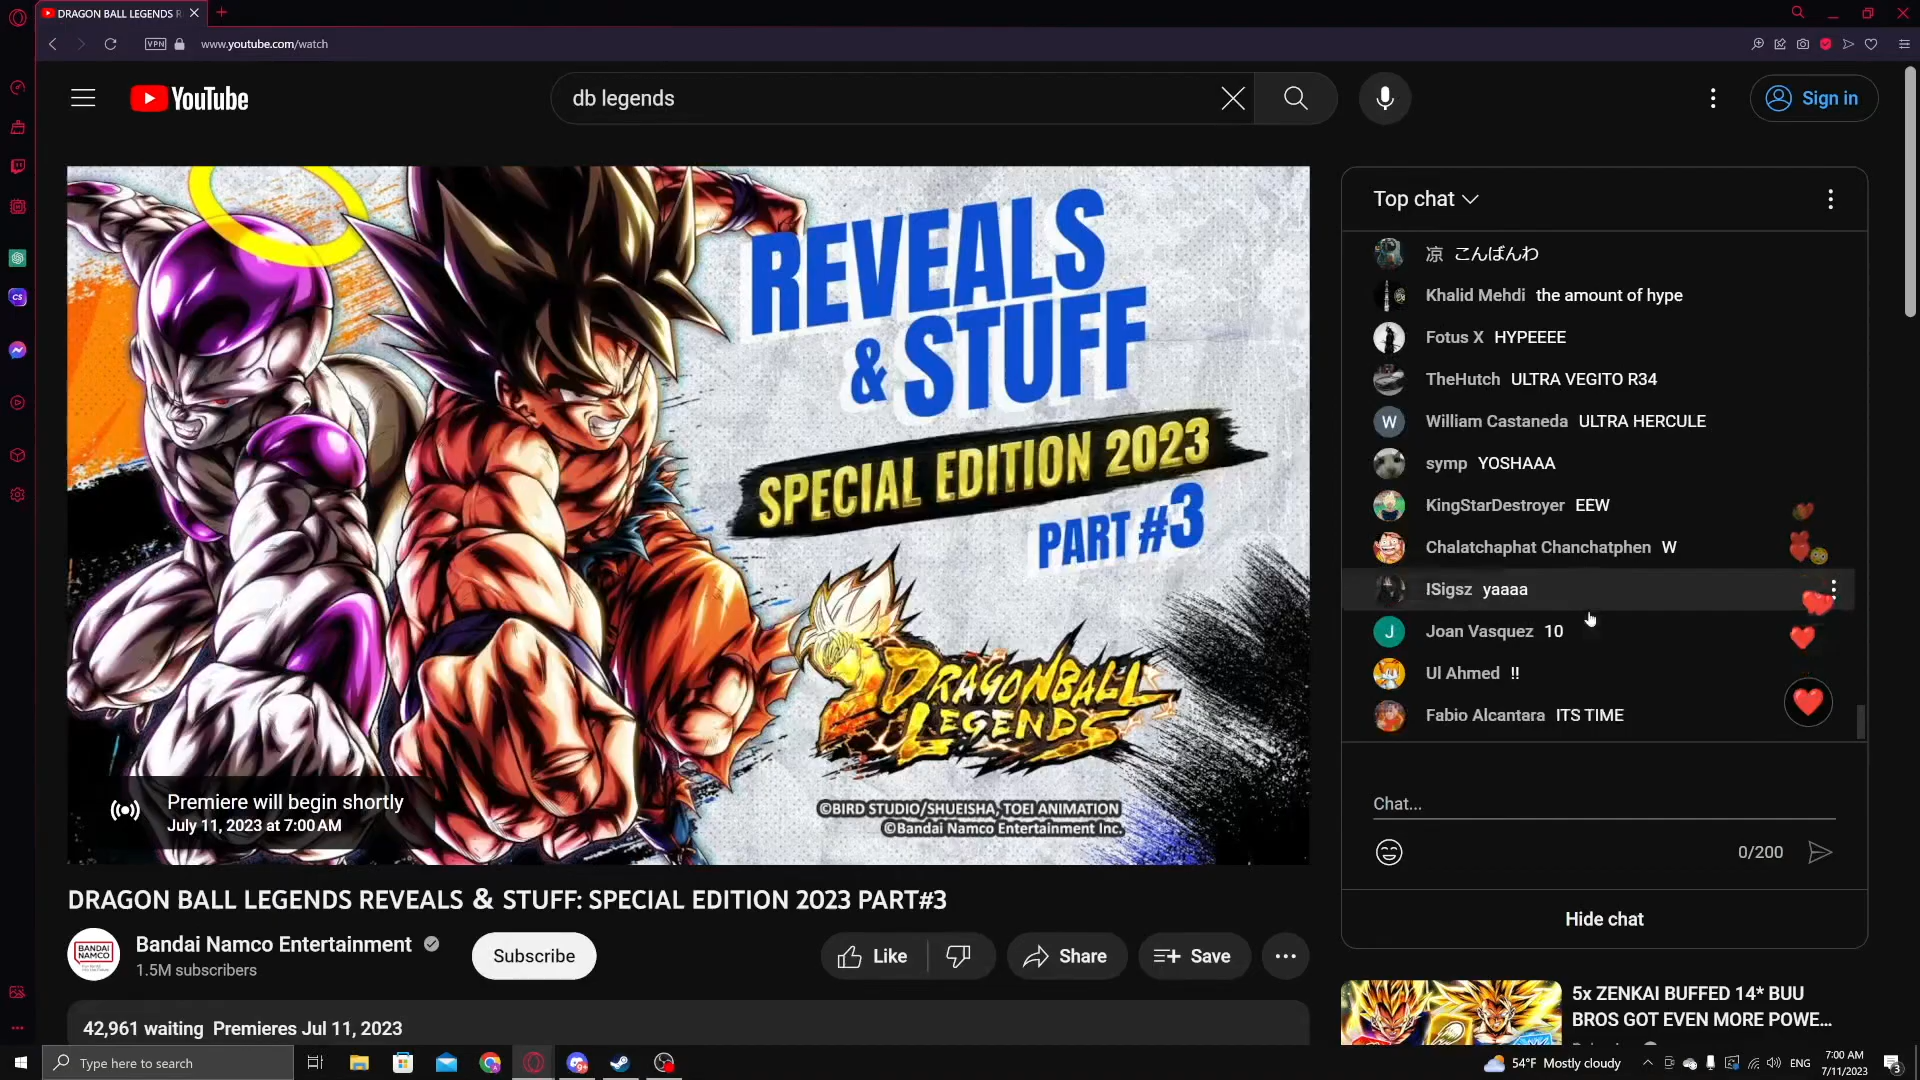 DRAGON BALL LEGENDS R
VPN
www.youtube.com/watch
YouTube
db legends
Sign in
REVEALS
& STUFF
SPECIAL EDITION 2023
PART #3
DRAGONBALL
LEGENDS
Premiere will begin shortly
July 11, 2023 at 7:00 AM
©BIRD STUDIO/SHUEISHA, TOEI ANIMATION
©Bandai Namco Entertainment Inc.
Top chat
凉 こんばんわ
Khalid Mehdi the amount of hype
Fotus X HYPEEEE
TheHutch ULTRA VEGITO R34
W William Castaneda ULTRA HERCULE
symp YOSHAAA
KingStarDestroyer EEW
Chalatchaphat Chanchatphen W
ISigsz yaaaa
J Joan Vasquez 10
Ul Ahmed !!
Fabio Alcantara ITS TIME
Chat...
0/200
Hide chat
DRAGON BALL LEGENDS REVEALS & STUFF: SPECIAL EDITION 2023 PART#3
BANDAI
NAMCO
Bandai Namco Entertainment
1.5M subscribers
Subscribe
Like
Share
Save
42,961 waiting Premieres Jul 11, 2023
5x ZENKAI BUFFED 14* BUU
BROS GOT EVEN MORE POWE...
CS
Type here to search
54°F Mostly cloudy
ENG
7:00 AM
7/11/2023
3